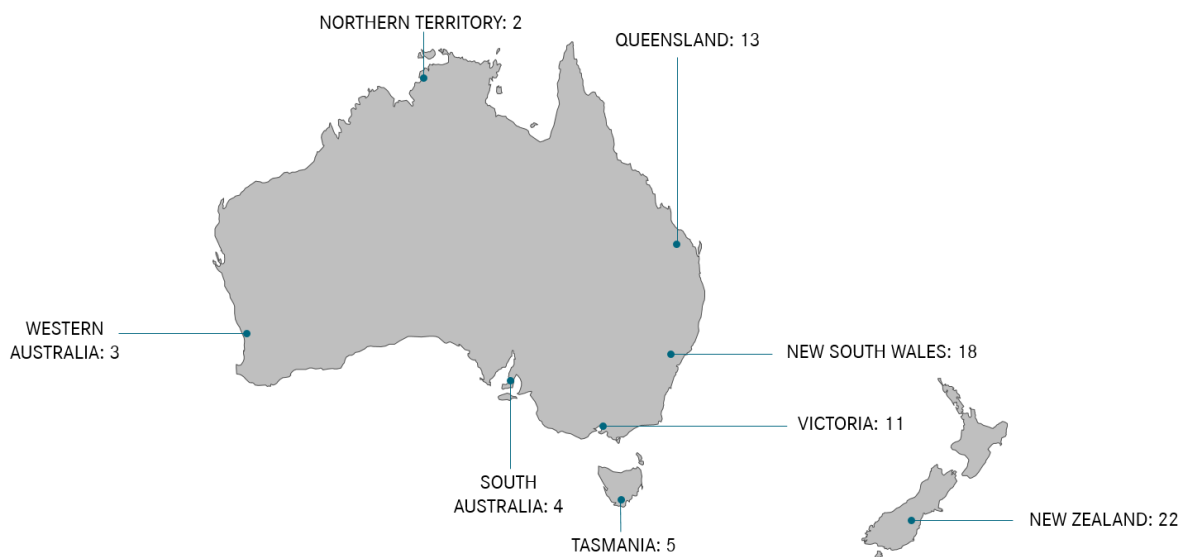 NORTHERN TERRITORY: 2
QUEENSLAND: 13
WESTERN
AUSTRALIA: 3
NEW SOUTH WALES: 18
VICTORIA: 11
SOUTH
AUSTRALIA: 4
NEW ZEALAND: 22
TASMANIA: 5